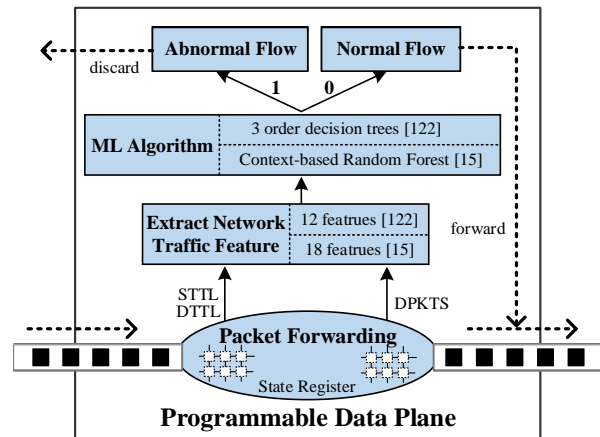 Abnormal Flow
Normal Flow
discard
1
0
ML Algorithm
3 order decision trees [122]
Context-based Random Forest [15]
Extract Network
Traffic Feature
12 featrues [122]
18 featrues [15]
forward
STTL
DTTL
DPKTS
Packet Forwarding
State Register
Programmable Data Plane